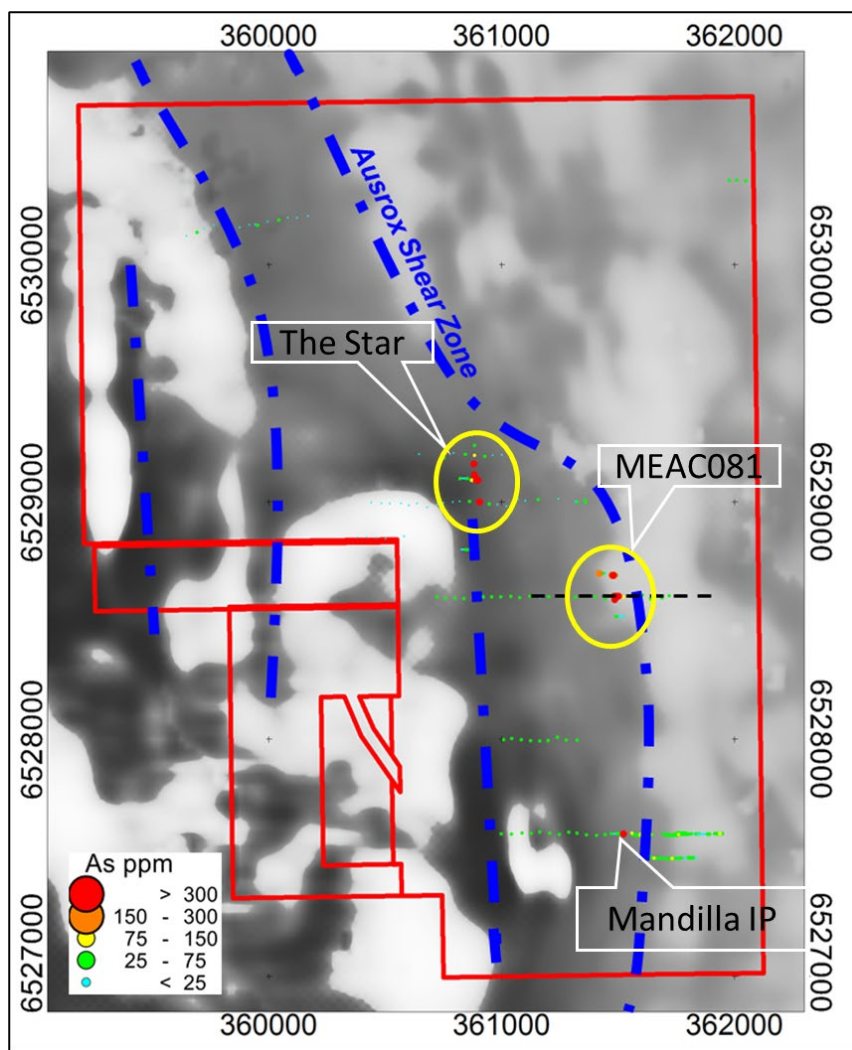 360000 361000 362000
Ausrox Shear Zone
6530000 6530000
The Star
MEAC081
6529000 6529000
6528000 6528000
As ppm
> 300
150 - 300
75 - 150
25 - 75
< 25
Mandilla IP
6527000 6527000
360000 361000 362000